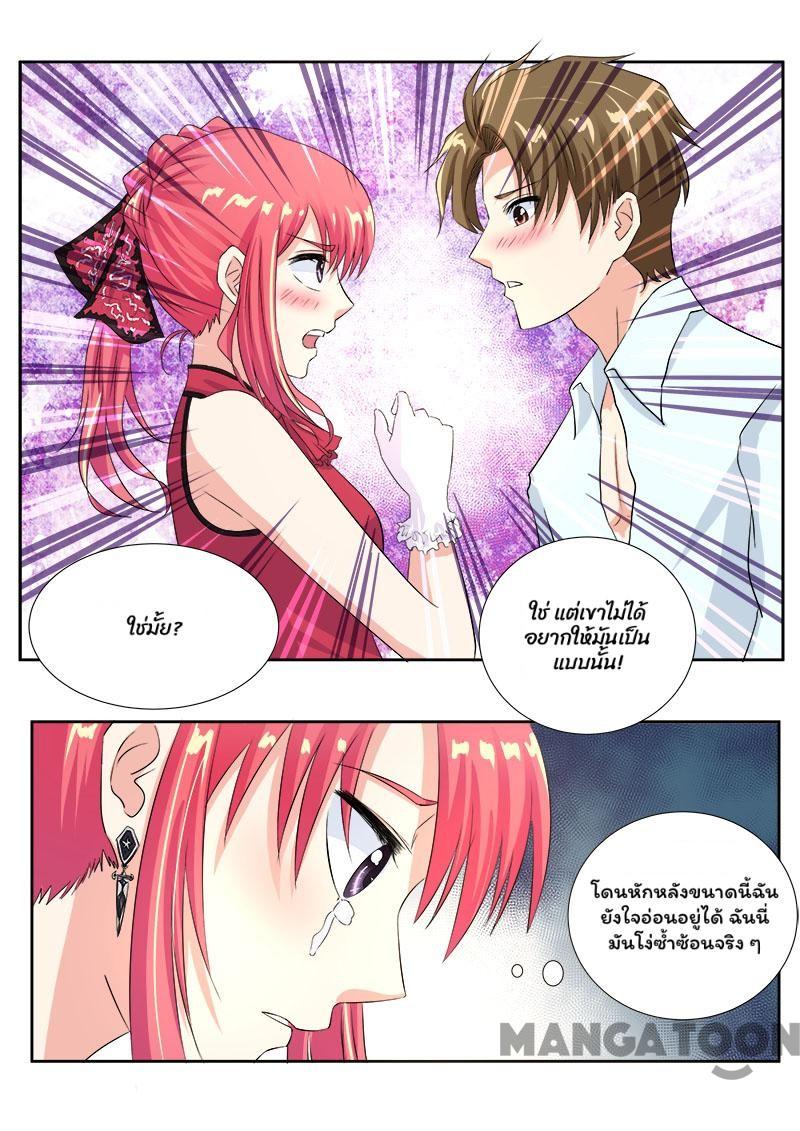 ใช่มั้ย?
ใช่ แต่เขาไม่ได้
อยากให้มันเป็น
แบบนั้น!
โดนหักหลังขนาดนี้ฉัน
ยังใจอ่อนอยู่ได้ ฉันนี่
มันโง่ซ้ำซ้อนจริง ๆ
MANGATOON